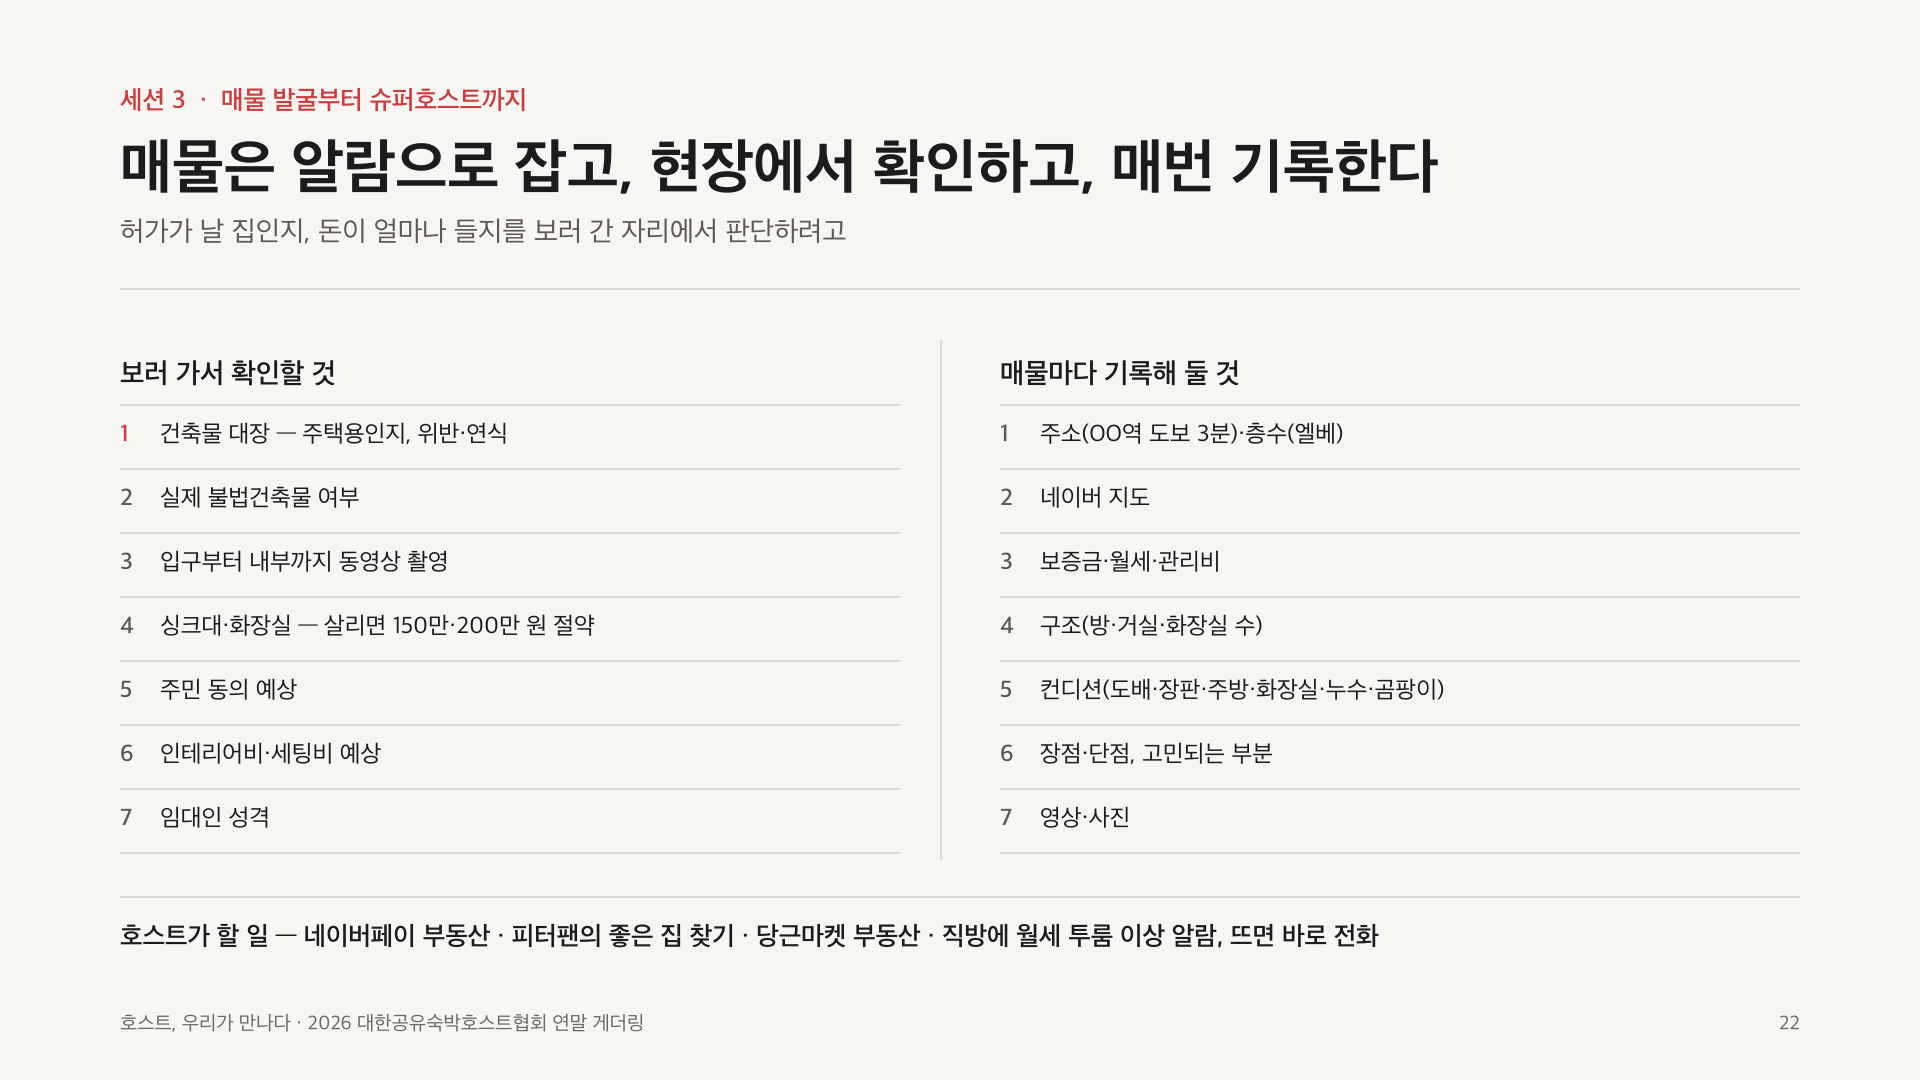 세션 3 · 매물 발굴부터 슈퍼호스트까지
매물은 알람으로 잡고, 현장에서 확인하고, 매번 기록한다
허가가 날 집인지, 돈이 얼마나 들지를 보러 간 자리에서 판단하려고
보러 가서 확인할 것
1 건축물 대장 — 주택용인지, 위반·연식
2 실제 불법건축물 여부
3 입구부터 내부까지 동영상 촬영
4 싱크대·화장실 — 살리면 150만·200만 원 절약
5 주민 동의 예상
6 인테리어비·세팅비 예상
7 임대인 성격
매물마다 기록해 둘 것
1 주소(OO역 도보 3분)·층수(엘베)
2 네이버 지도
3 보증금·월세·관리비
4 구조(방·거실·화장실 수)
5 컨디션(도배·장판·주방·화장실·누수·곰팡이)
6 장점·단점, 고민되는 부분
7 영상·사진
호스트가 할 일 — 네이버페이 부동산 · 피터팬의 좋은 집 찾기 · 당근마켓 부동산 · 직방에 월세 투룸 이상 알람, 뜨면 바로 전화
호스트, 우리가 만나다 · 2026 대한공유숙박호스트협회 연말 게더링
22